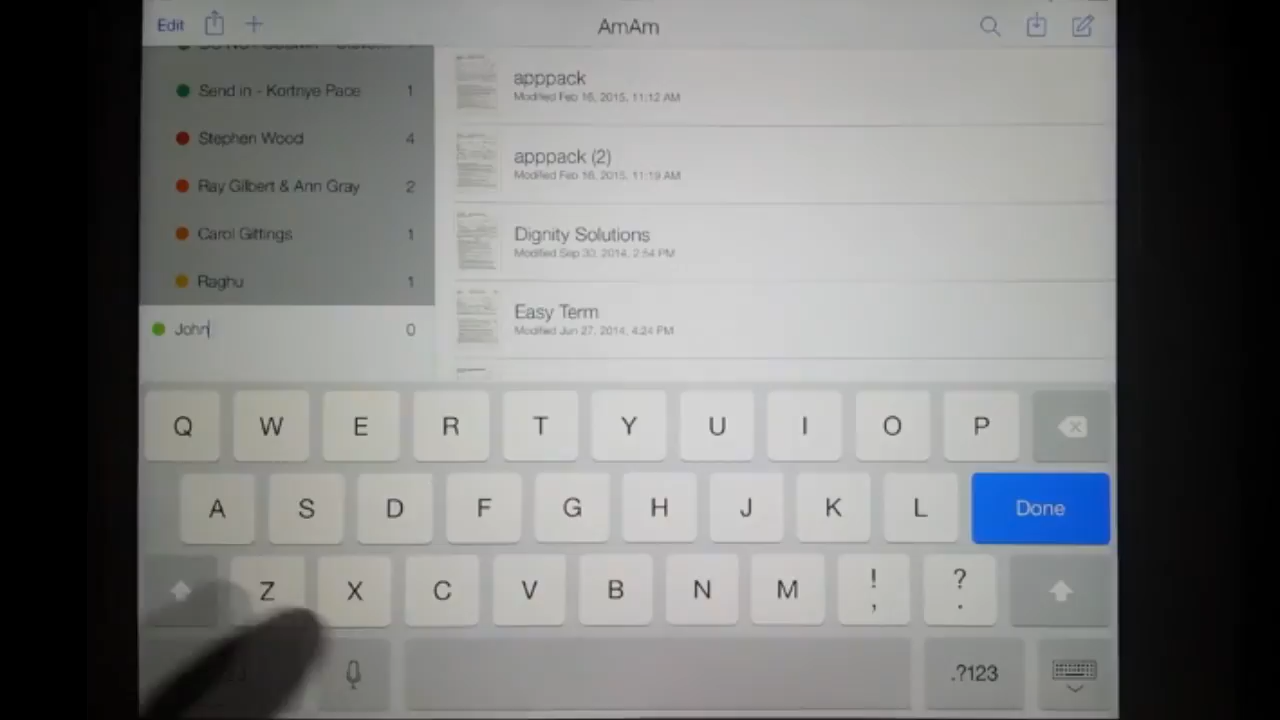 Edit
AmAm
Send in - Kortnye Pace 1
Stephen Wood 4
Ray Gilbert & Ann Gray 2
Carol Gittings 1
Raghu 1
John 0
apppack
Modified Feb 16, 2015, 11:12 AM
apppack (2)
Modified Feb 16, 2015, 11:19 AM
Dignity Solutions
Modified Sep 30, 2014, 2:54 PM
Easy Term
Modified Jun 27, 2014, 4:24 PM
Q W E R T Y U I O P
A S D F G H J K L Done
Z X C V B N M ! , ? .
.?123